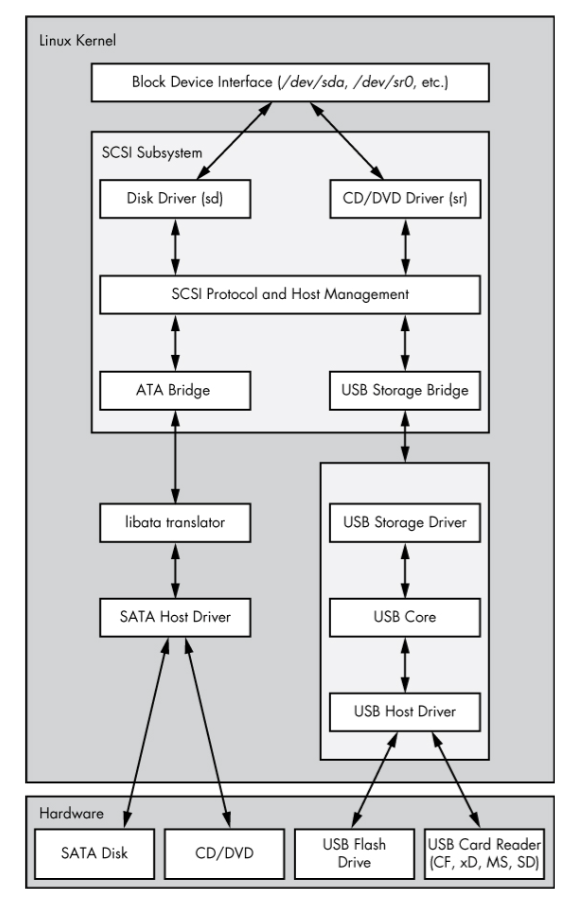 Linux Kernel
Block Device Interface (/dev/sda, /dev/sr0, etc.)
SCSI Subsystem
Disk Driver (sd)
CD/DVD Driver (sr)
SCSI Protocol and Host Management
ATA Bridge
USB Storage Bridge
libata translator
USB Storage Driver
SATA Host Driver
USB Core
USB Host Driver
Hardware
SATA Disk
CD/DVD
USB Flash
Drive
USB Card Reader
(CF, xD, MS, SD)